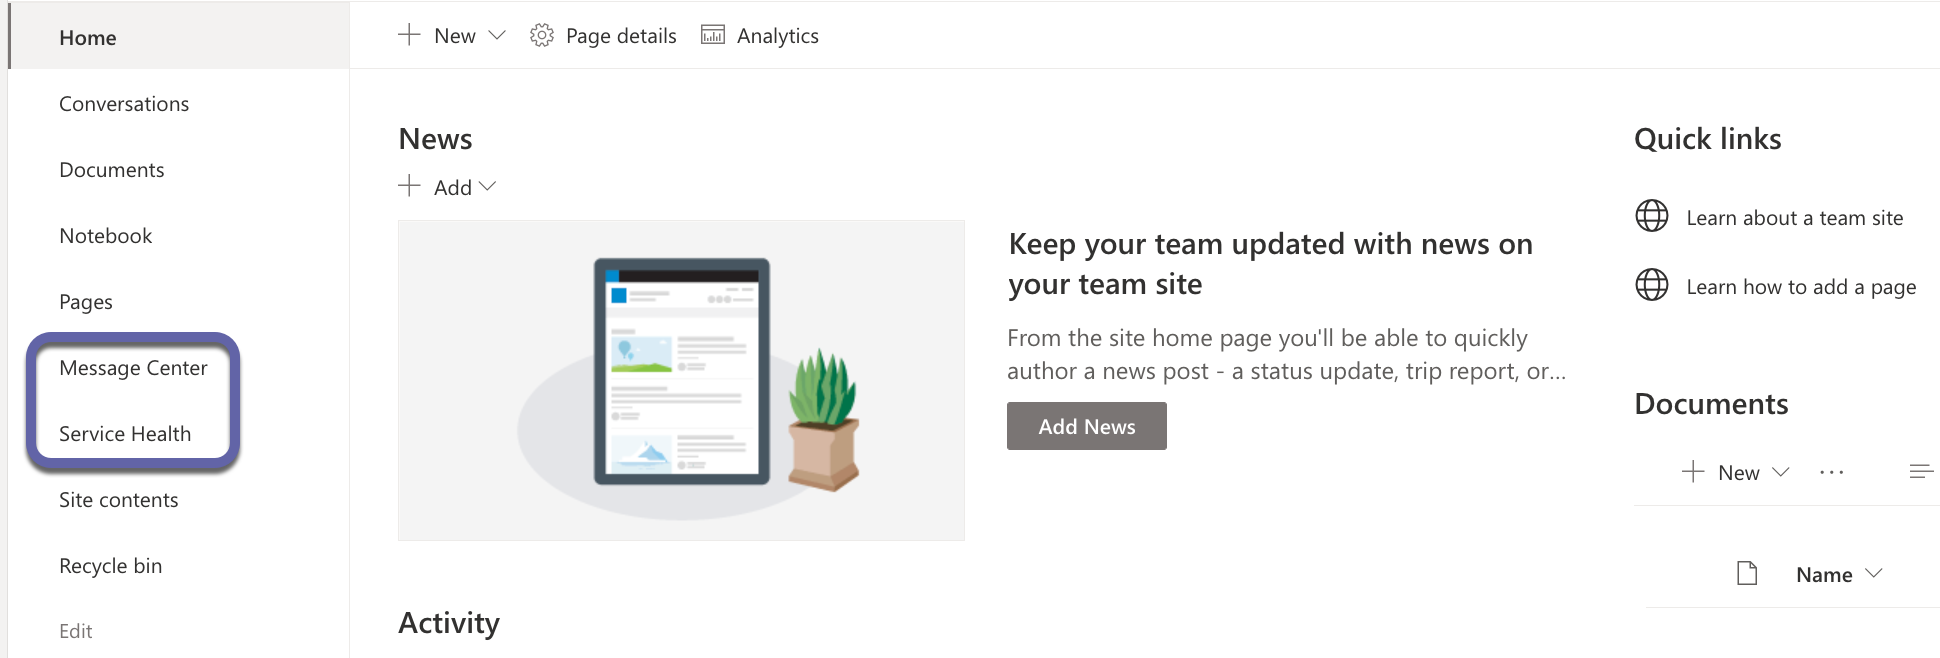 Home
Conversations
Documents
Notebook
Pages
Message Center
Service Health
Site contents
Recycle bin
Edit
New
Page details
Analytics
News
Add
Keep your team updated with news on
your team site
From the site home page you'll be able to quickly
author a news post - a status update, trip report, or...
Add News
Activity
Quick links
Learn about a team site
Learn how to add a page
Documents
New
Name